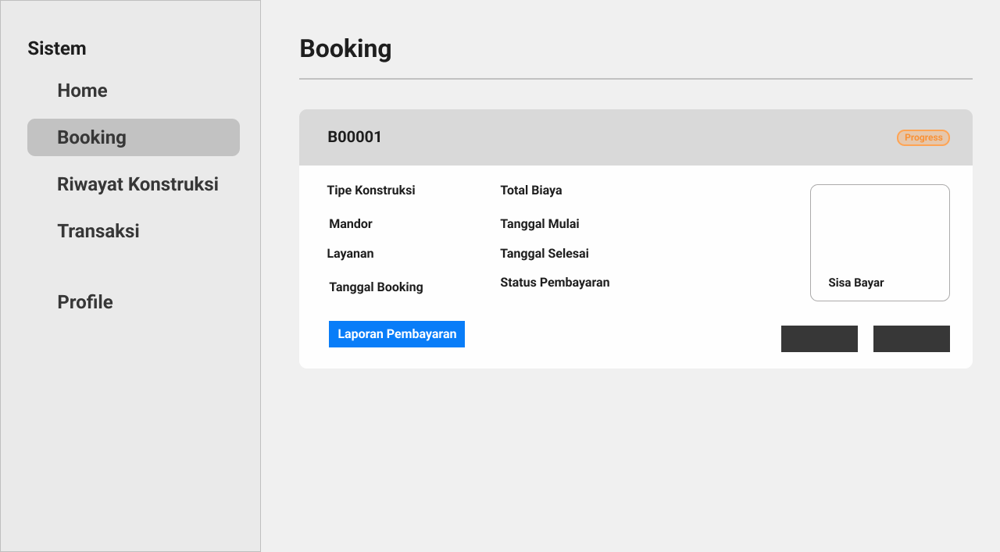 Sistem
Home
Booking
Riwayat Konstruksi
Transaksi
Profile
Booking
B00001
Progress
Tipe Konstruksi
Mandor
Layanan
Tanggal Booking
Total Biaya
Tanggal Mulai
Tanggal Selesai
Status Pembayaran
Sisa Bayar
Laporan Pembayaran